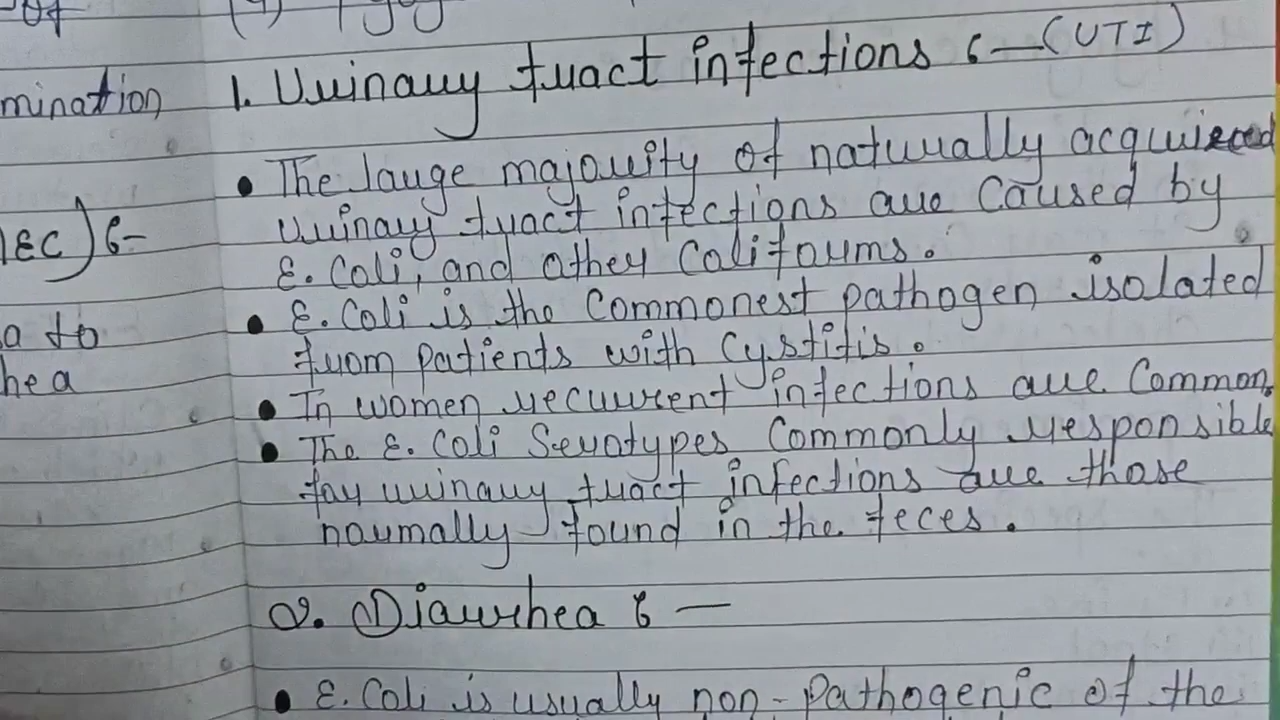 mination
1. Urinary tract infections :- (UTI)
• The large majority of naturally acquired
urinary tract infections are caused by
E. Coli, and other Coliforms.
• E. Coli is the Commonest pathogen isolated
from patients with Cystitis.
• In women recurrent infections are Common.
• The E. Coli Serotypes Commonly responsible
for urinary tract infections are those
normally found in the feces.
2. Diarrhea :-
• E. Coli is usually non-pathogenic of the
EC) :-
a to
hea